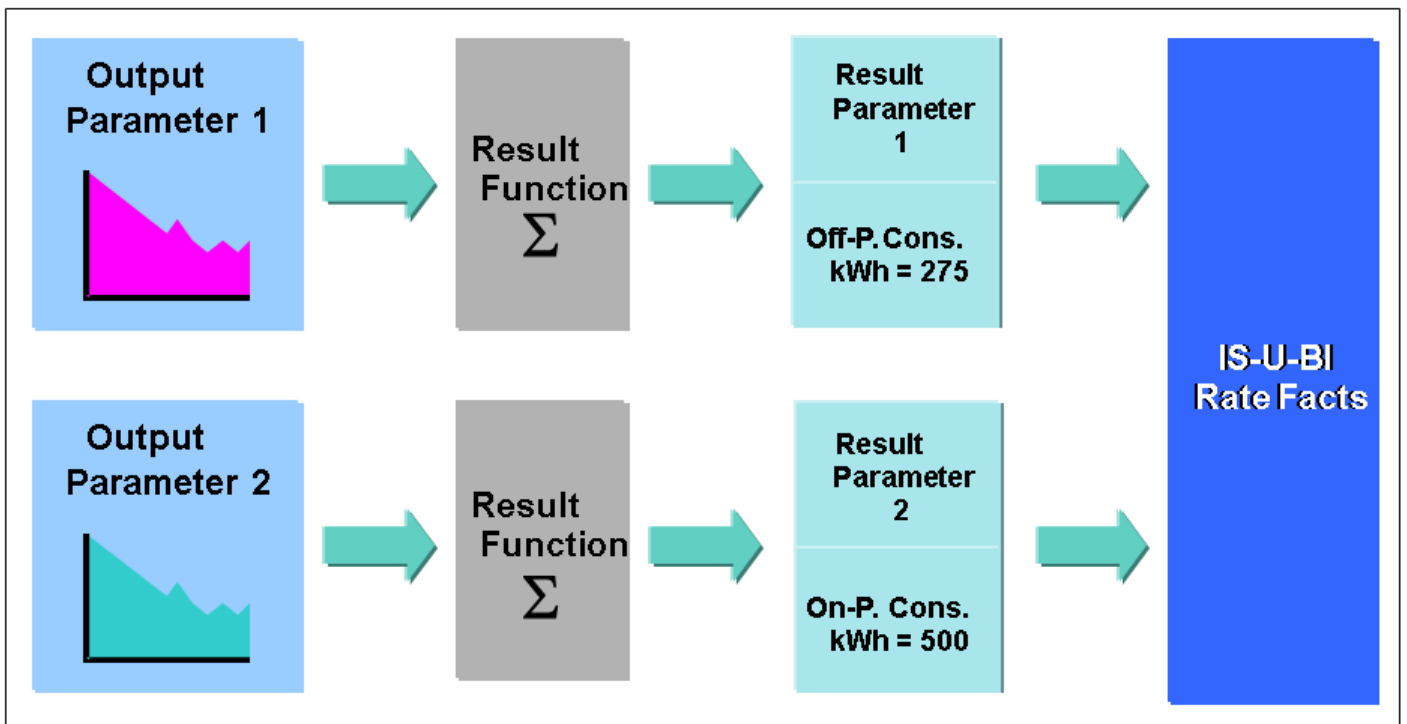 Output
Parameter 1
Result
Function
Σ
Result
Parameter
1
Off-P. Cons.
kWh = 275
Output
Parameter 2
Result
Function
Σ
Result
Parameter
2
On-P. Cons.
kWh = 500
IS-U-BI
Rate Facts